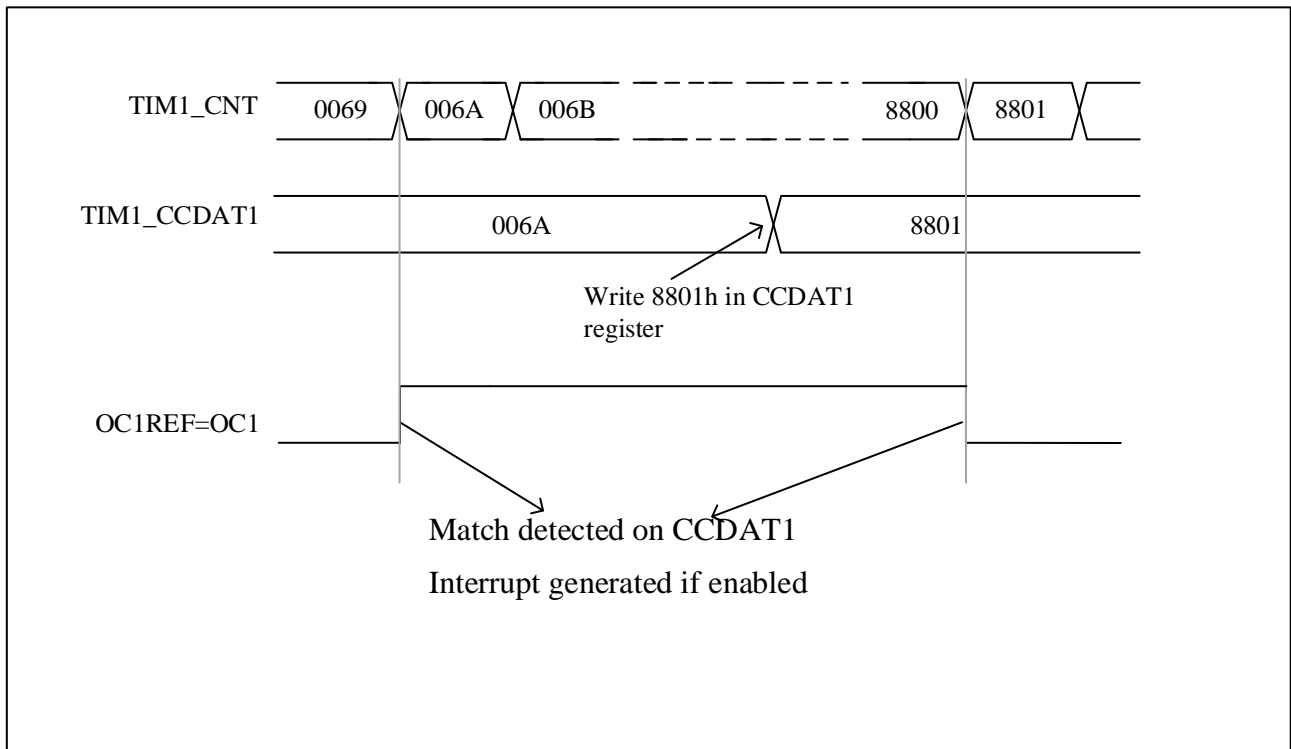 TIM1_CNT 0069 006A 006B 8800 8801
TIM1_CCDAT1 006A 8801
Write 8801h in CCDAT1
register
OC1REF=OC1
Match detected on CCDAT1
Interrupt generated if enabled